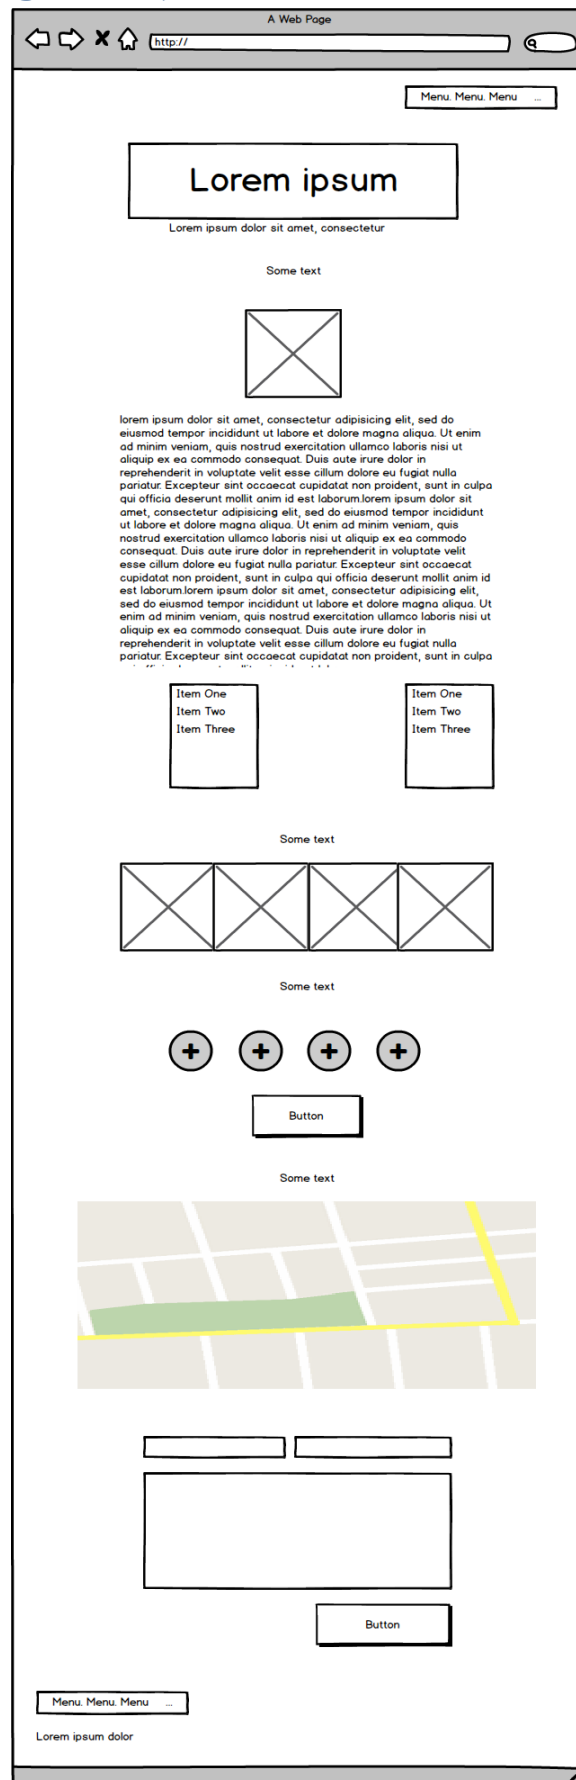 A Web Page
http://
Menu. Menu. Menu ...
Lorem ipsum
Lorem ipsum dolor sit amet, consectetur
Some text
lorem ipsum dolor sit amet, consectetur adipisicing elit, sed do
eiusmod tempor incididunt ut labore et dolore magna aliqua. Ut enim
ad minim veniam, quis nostrud exercitation ullamco laboris nisi ut
aliquip ex ea commodo consequat. Duis aute irure dolor in
reprehenderit in voluptate velit esse cillum dolore eu fugiat nulla
pariatur. Excepteur sint occaecat cupidatat non proident, sunt in culpa
qui officia deserunt mollit anim id est laborum.lorem ipsum dolor sit
amet, consectetur adipisicing elit, sed do eiusmod tempor incididunt
ut labore et dolore magna aliqua. Ut enim ad minim veniam, quis
nostrud exercitation ullamco laboris nisi ut aliquip ex ea commodo
consequat. Duis aute irure dolor in reprehenderit in voluptate velit
esse cillum dolore eu fugiat nulla pariatur. Excepteur sint occaecat
cupidatat non proident, sunt in culpa qui officia deserunt mollit anim id
est laborum.lorem ipsum dolor sit amet, consectetur adipisicing elit,
sed do eiusmod tempor incididunt ut labore et dolore magna aliqua. Ut
enim ad minim veniam, quis nostrud exercitation ullamco laboris nisi ut
aliquip ex ea commodo consequat. Duis aute irure dolor in
reprehenderit in voluptate velit esse cillum dolore eu fugiat nulla
pariatur. Excepteur sint occaecat cupidatat non proident, sunt in culpa
Item One
Item Two
Item Three
Item One
Item Two
Item Three
Some text
Some text
Button
Some text
Button
Menu. Menu. Menu ...
Lorem ipsum dolor